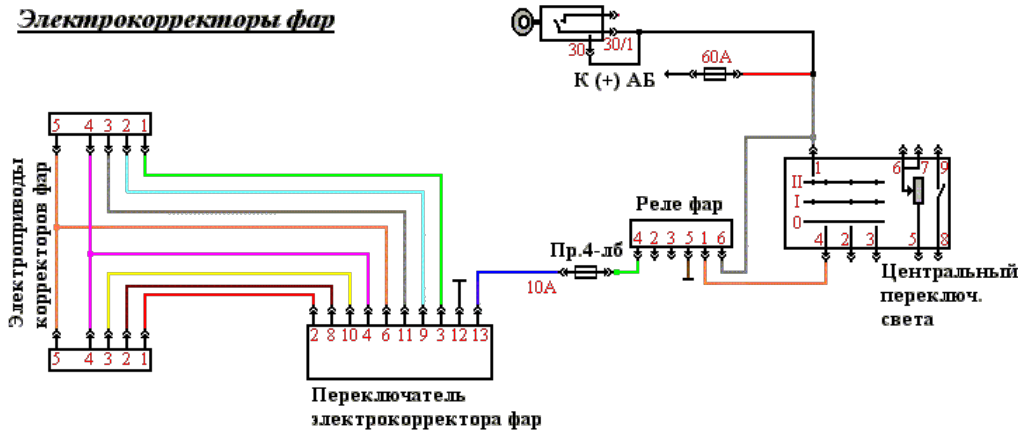 Электрокорректоры фар
30
30/1
К (+) АБ
60А
5 4 3 2 1
Электроприводы
корректоров фар
5 4 3 2 1
2 8 10 4 6 11 9 3 12 13
Переключатель
электрокорректора фар
Пр.4-лб
10А
Реле фар
4 2 3 5 1 6
1
6
7
9
II
I
0
4 2 3 5 8
Центральный
переключ.
света